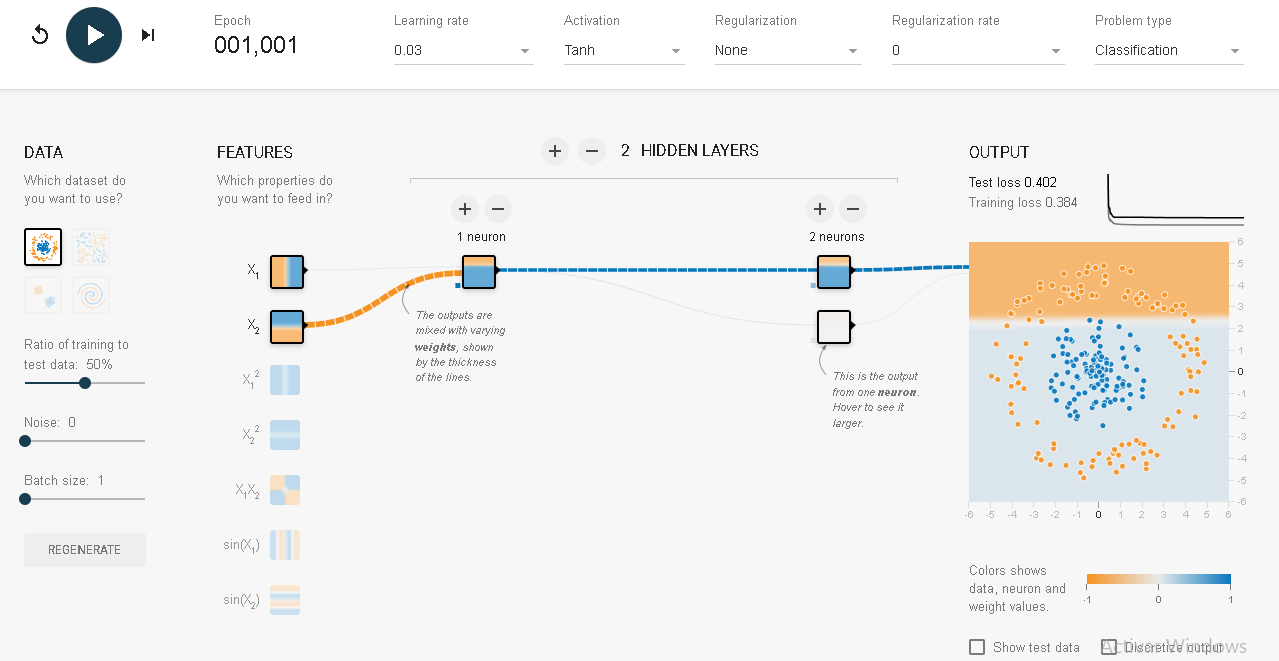 Epoch
001,001
Learning rate
0.03
Activation
Tanh
Regularization
None
Regularization rate
0
Problem type
Classification
DATA
Which dataset do
you want to use?
Ratio of training to
test data: 50%
Noise: 0
Batch size: 1
REGENERATE
FEATURES
Which properties do
you want to feed in?
X1
X2
X1²
X2²
X1X2
sin(X1)
sin(X2)
+ − 2 HIDDEN LAYERS
+ −
1 neuron
+ −
2 neurons
The outputs are
mixed with varying
weights, shown
by the thickness
of the lines.
This is the output
from one neuron.
Hover to see it
larger.
OUTPUT
Test loss 0.402
Training loss 0.384
6
5
4
3
2
1
0
-1
-2
-3
-4
-5
-6
-6 -5 -4 -3 -2 -1 0 1 2 3 4 5 6
Colors shows
data, neuron and
weight values.
-1 0 1
Show test data
Discretize output
Activar Windows